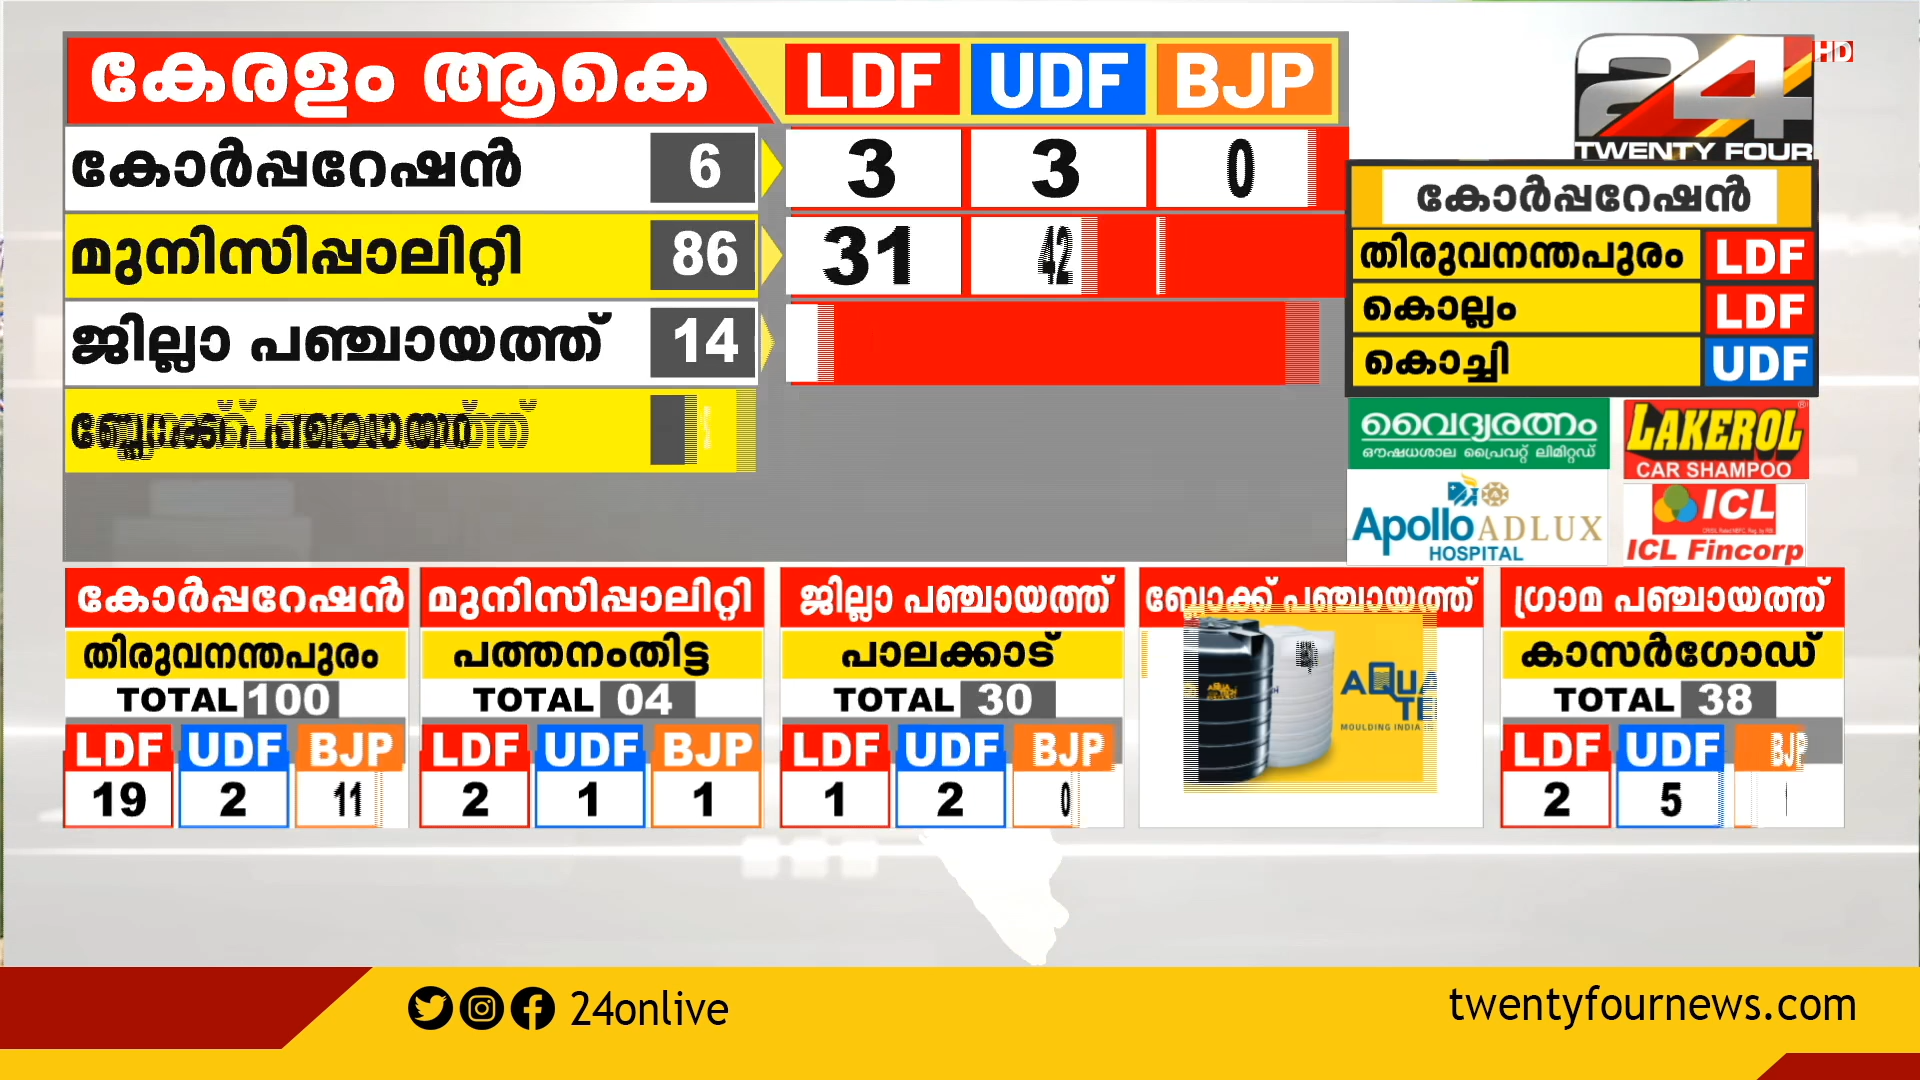 കേരളം ആകെ LDF UDF BJP
കോർപ്പറേഷൻ 6 3 3 0
മുനിസിപ്പാലിറ്റി 86 31 42
ജില്ലാ പഞ്ചായത്ത് 14
24 HD
TWENTY FOUR
കോർപ്പറേഷൻ
തിരുവനന്തപുരം LDF
കൊല്ലം LDF
കൊച്ചി UDF
വൈദ്യരത്നം
ഔഷധശാല പ്രൈവറ്റ് ലിമിറ്റഡ്
LAKEROL
CAR SHAMPOO
Apollo ADLUX
HOSPITAL
ICL
ICL Fincorp
കോർപ്പറേഷൻ
തിരുവനന്തപുരം
TOTAL 100
LDF UDF BJP
19 2 11
മുനിസിപ്പാലിറ്റി
പത്തനംതിട്ട
TOTAL 04
LDF UDF BJP
2 1 1
ജില്ലാ പഞ്ചായത്ത്
പാലക്കാട്
TOTAL 30
LDF UDF BJP
1 2 0
ബ്ലോക്ക് പഞ്ചായത്ത്
AQUA
TE
MOULDING INDIA
ഗ്രാമ പഞ്ചായത്ത്
കാസർഗോഡ്
TOTAL 38
LDF UDF BJP
2 5
24onlive
twentyfournews.com